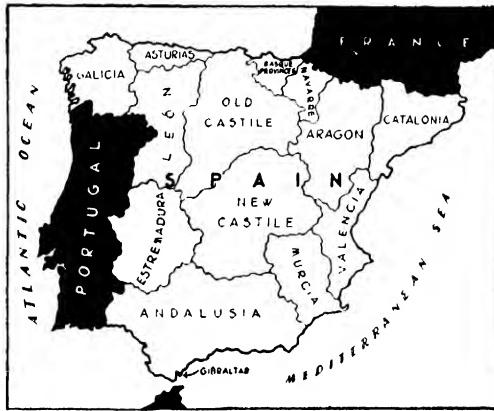 FRANCE
ASTURIAS
BASQUE
PROVINCES
NAVARRE
GALICIA
LEÓN
OLD
CASTILE
ARAGON
CATALONIA
ATLANTIC OCEAN
PORTUGAL
SPAIN
NEW
CASTILE
VALENCIA
ESTREMADURA
MURCIA
ANDALUSIA
MEDITERRANEAN SEA
GIBRALTAR